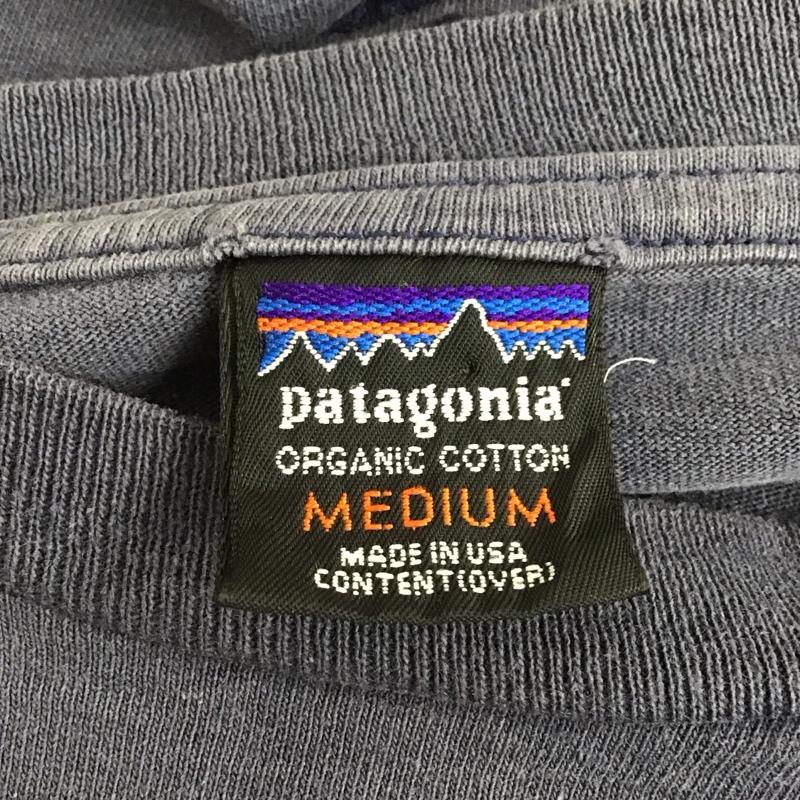 patagonia®
ORGANIC COTTON
MEDIUM
MADE IN USA
CONTENT(OVER)